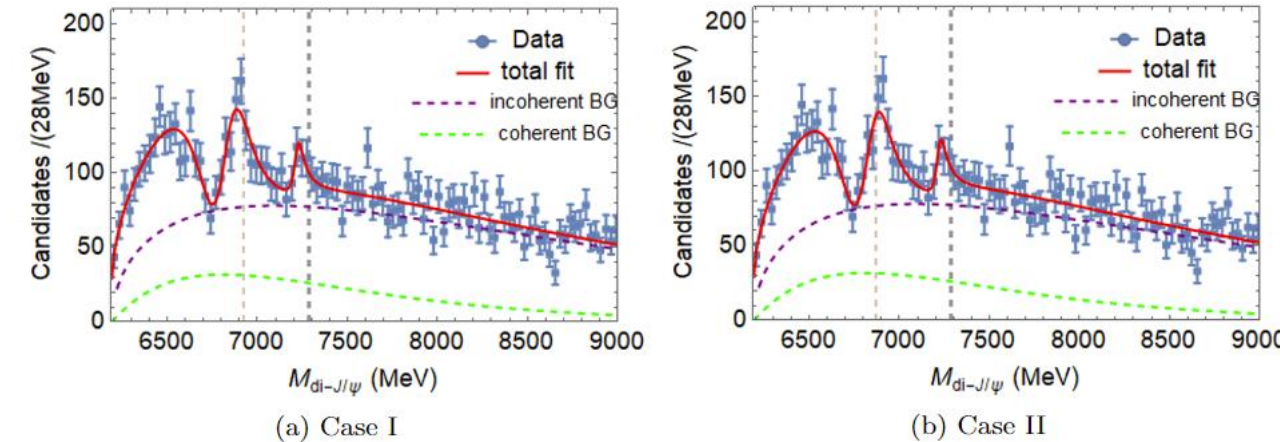 200
150
100
50
0
Candidates /(28MeV)
Data
total fit
incoherent BG
coherent BG
6500 7000 7500 8000 8500 9000
M di-J/ψ (MeV)
(a) Case I
200
150
100
50
0
Candidates /(28MeV)
Data
total fit
incoherent BG
coherent BG
6500 7000 7500 8000 8500 9000
M di-J/ψ (MeV)
(b) Case II